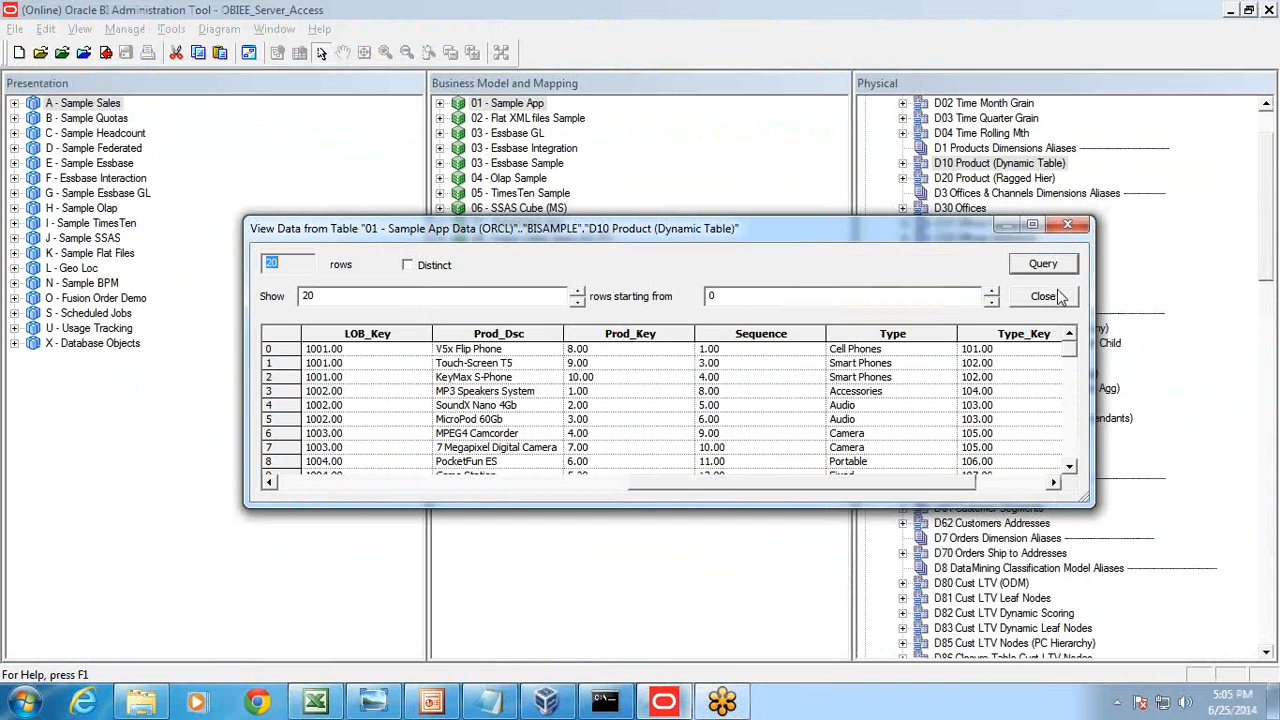 (Online) Oracle BI Administration Tool - OBIEE_Server_Access
File Edit View Manage Tools Diagram Window Help
Presentation
A - Sample Sales
B - Sample Quotas
C - Sample Headcount
D - Sample Federated
E - Sample Essbase
F - Essbase Interaction
G - Sample Essbase GL
H - Sample Olap
I - Sample TimesTen
J - Sample SSAS
K - Sample Flat Files
L - Geo Loc
N - Sample BPM
O - Fusion Order Demo
S - Scheduled Jobs
U - Usage Tracking
X - Database Objects
Business Model and Mapping
01 - Sample App
02 - Flat XML files Sample
03 - Essbase GL
03 - Essbase Integration
03 - Essbase Sample
04 - Olap Sample
05 - TimesTen Sample
06 - SSAS Cube (MS)
Physical
D02 Time Month Grain
D03 Time Quarter Grain
D04 Time Rolling Mth
D1 Products Dimensions Aliases
D10 Product (Dynamic Table)
D20 Product (Ragged Hier)
D3 Offices & Channels Dimensions Aliases
D30 Offices
Child
Agg)
D62 Customers Addresses
D7 Orders Dimension Aliases
D70 Orders Ship to Addresses
D8 DataMining Classification Model Aliases
D80 Cust LTV (ODM)
D81 Cust LTV Leaf Nodes
D82 Cust LTV Dynamic Scoring
D83 Cust LTV Dynamic Leaf Nodes
D85 Cust LTV Nodes (PC Hierarchy)
View Data from Table "01 - Sample App Data (ORCL)".."BISAMPLE"."D10 Product (Dynamic Table)"
20 rows Distinct Query
Show 20 rows starting from 0 Close
LOB_Key Prod_Dsc Prod_Key Sequence Type Type_Key
0 1001.00 V5x Flip Phone 8.00 1.00 Cell Phones 101.00
1 1001.00 Touch-Screen T5 9.00 3.00 Smart Phones 102.00
2 1001.00 KeyMax S-Phone 10.00 4.00 Smart Phones 102.00
3 1002.00 MP3 Speakers System 1.00 8.00 Accessories 104.00
4 1002.00 SoundX Nano 4Gb 2.00 5.00 Audio 103.00
5 1002.00 MicroPod 60Gb 3.00 6.00 Audio 103.00
6 1003.00 MPEG4 Camcorder 4.00 9.00 Camera 105.00
7 1003.00 7 Megapixel Digital Camera 7.00 10.00 Camera 105.00
8 1004.00 PocketFun ES 6.00 11.00 Portable 106.00
For Help, press F1
5:05 PM
6/25/2014